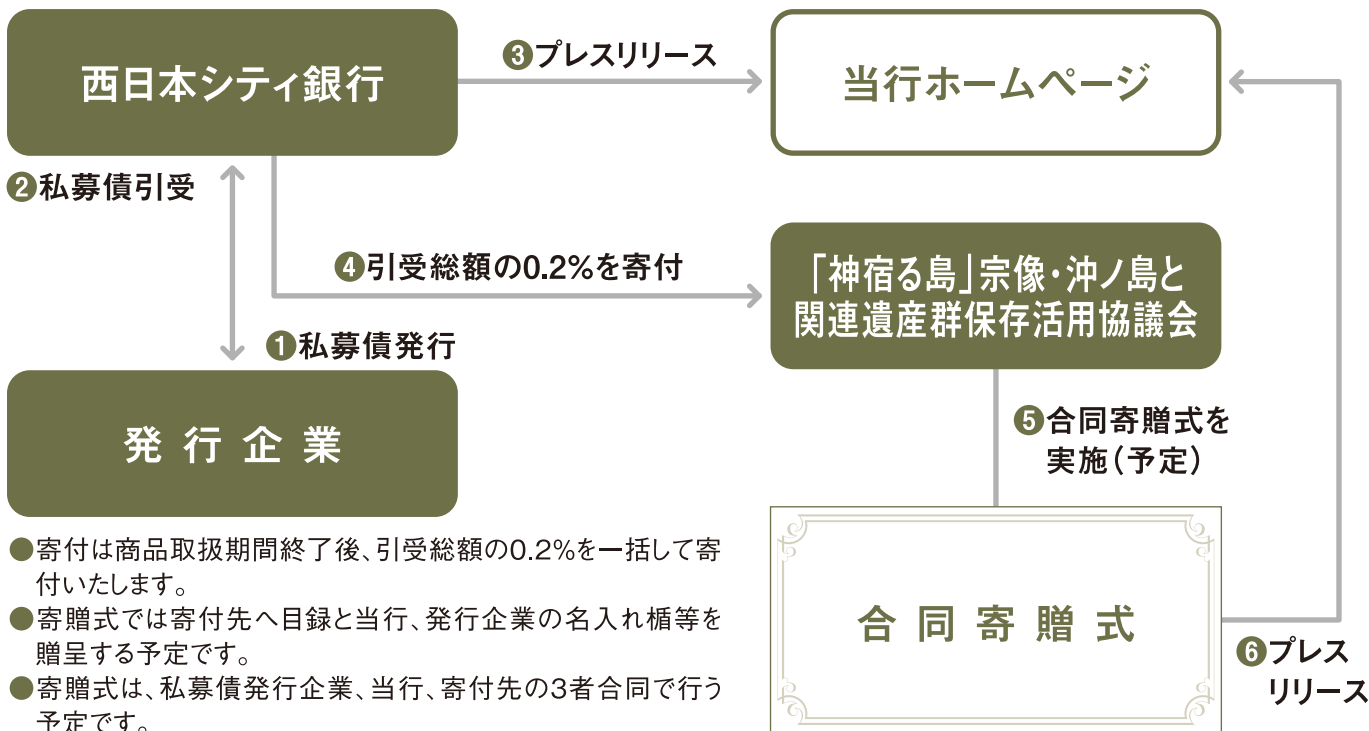 西日本シティ銀行
❸プレスリリース
当行ホームページ
❷私募債引受
❹引受総額の0.2%を寄付
「神宿る島」宗像・沖ノ島と
関連遺産群保存活用協議会
❶私募債発行
発行企業
❺合同寄贈式を
実施(予定)
合同寄贈式
❻プレス
リリース
●寄付は商品取扱期間終了後、引受総額の0.2%を一括して寄
付いたします。
●寄贈式では寄付先へ目録と当行、発行企業の名入れ楯等を
贈呈する予定です。
●寄贈式は、私募債発行企業、当行、寄付先の3者合同で行う
予定です。